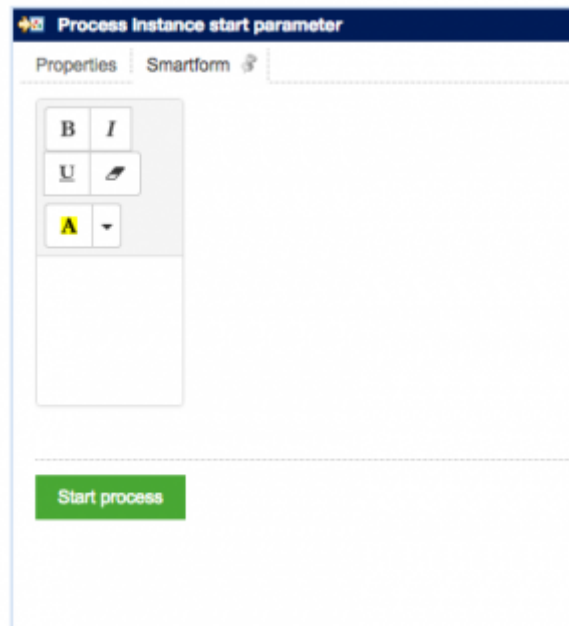 Process Instance start parameter
Properties Smartform
B I
U
A
Start process